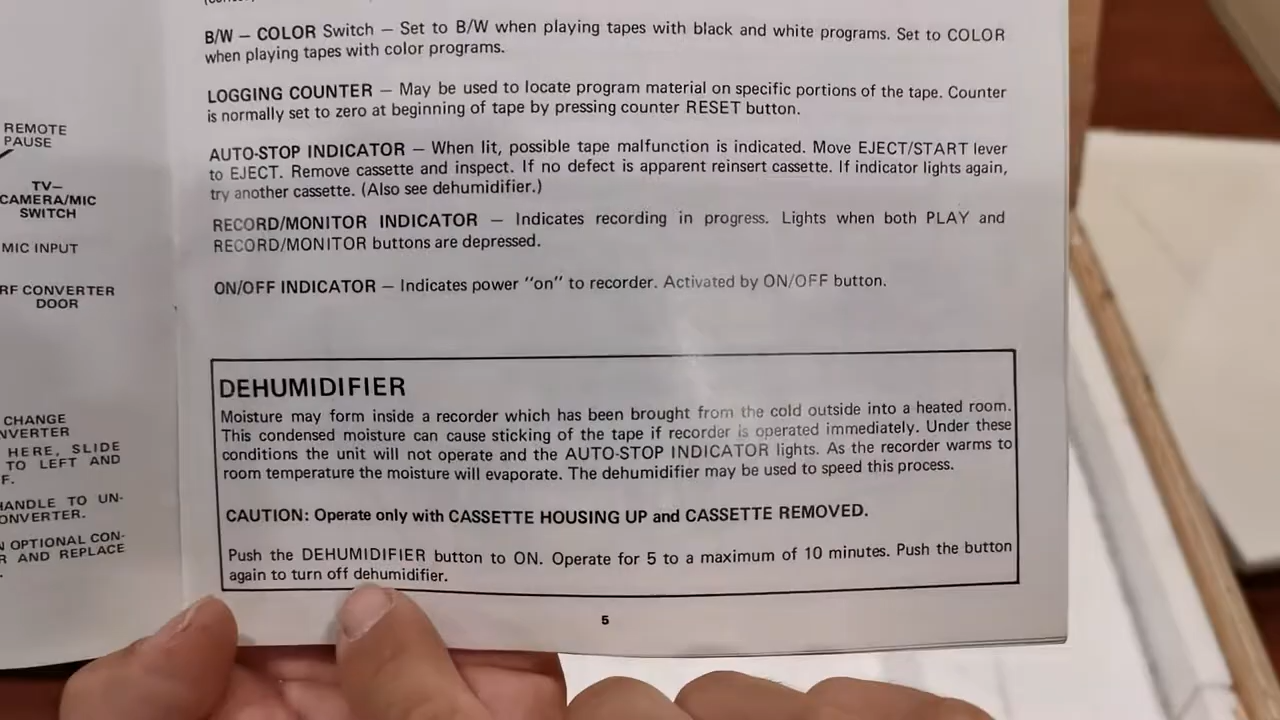 B/W – COLOR Switch – Set to B/W when playing tapes with black and white programs. Set to COLOR
when playing tapes with color programs.
LOGGING COUNTER – May be used to locate program material on specific portions of the tape. Counter
is normally set to zero at beginning of tape by pressing counter RESET button.
AUTO-STOP INDICATOR – When lit, possible tape malfunction is indicated. Move EJECT/START lever
to EJECT. Remove cassette and inspect. If no defect is apparent reinsert cassette. If indicator lights again,
try another cassette. (Also see dehumidifier.)
RECORD/MONITOR INDICATOR – Indicates recording in progress. Lights when both PLAY and
RECORD/MONITOR buttons are depressed.
ON/OFF INDICATOR – Indicates power "on" to recorder. Activated by ON/OFF button.
DEHUMIDIFIER
Moisture may form inside a recorder which has been brought from the cold outside into a heated room.
This condensed moisture can cause sticking of the tape if recorder is operated immediately. Under these
conditions the unit will not operate and the AUTO-STOP INDICATOR lights. As the recorder warms to
room temperature the moisture will evaporate. The dehumidifier may be used to speed this process.
CAUTION: Operate only with CASSETTE HOUSING UP and CASSETTE REMOVED.
Push the DEHUMIDIFIER button to ON. Operate for 5 to a maximum of 10 minutes. Push the button
again to turn off dehumidifier.
5
REMOTE
PAUSE
TV–
CAMERA/MIC
SWITCH
MIC INPUT
RF CONVERTER
DOOR
CHANGE
NVERTER
HERE, SLIDE
TO LEFT AND
F.
HANDLE TO UN-
ONVERTER.
N OPTIONAL CON-
R AND REPLACE